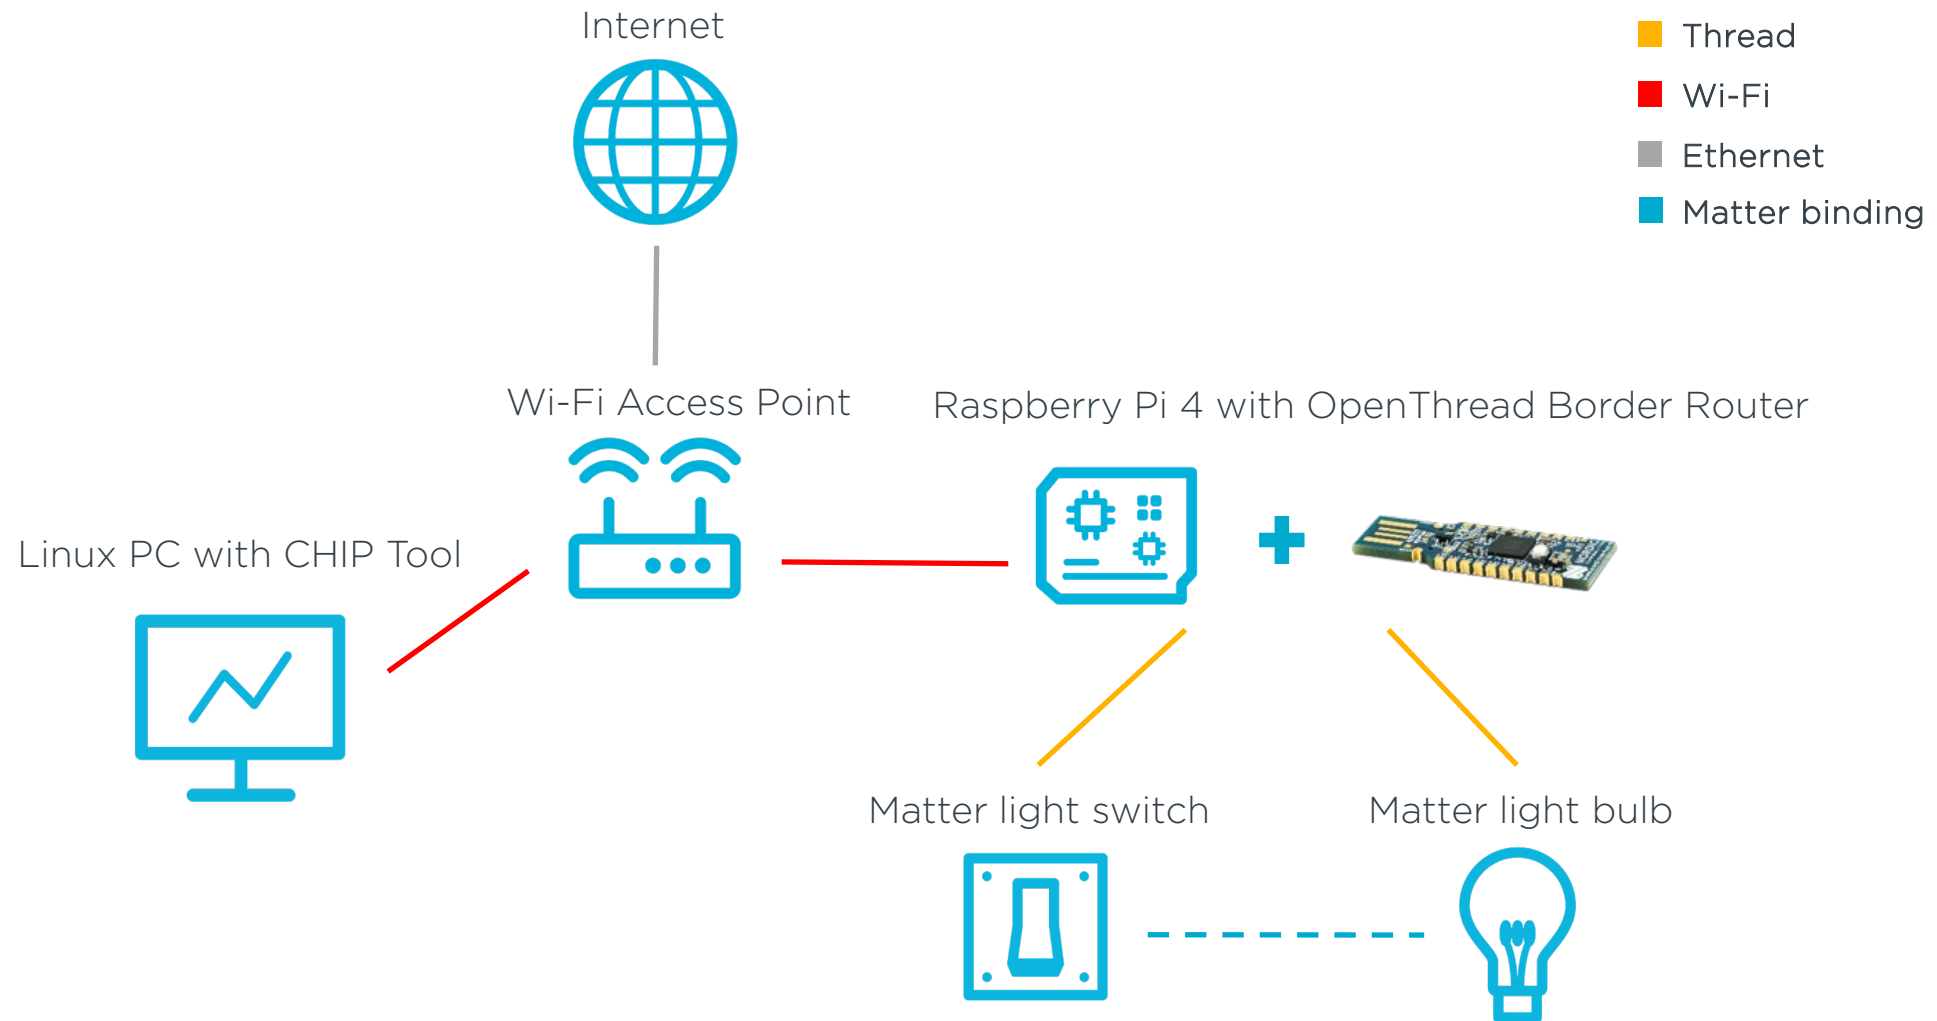 Internet
Thread
Wi-Fi
Ethernet
Matter binding
Wi-Fi Access Point
Raspberry Pi 4 with OpenThread Border Router
Linux PC with CHIP Tool
Matter light switch
Matter light bulb